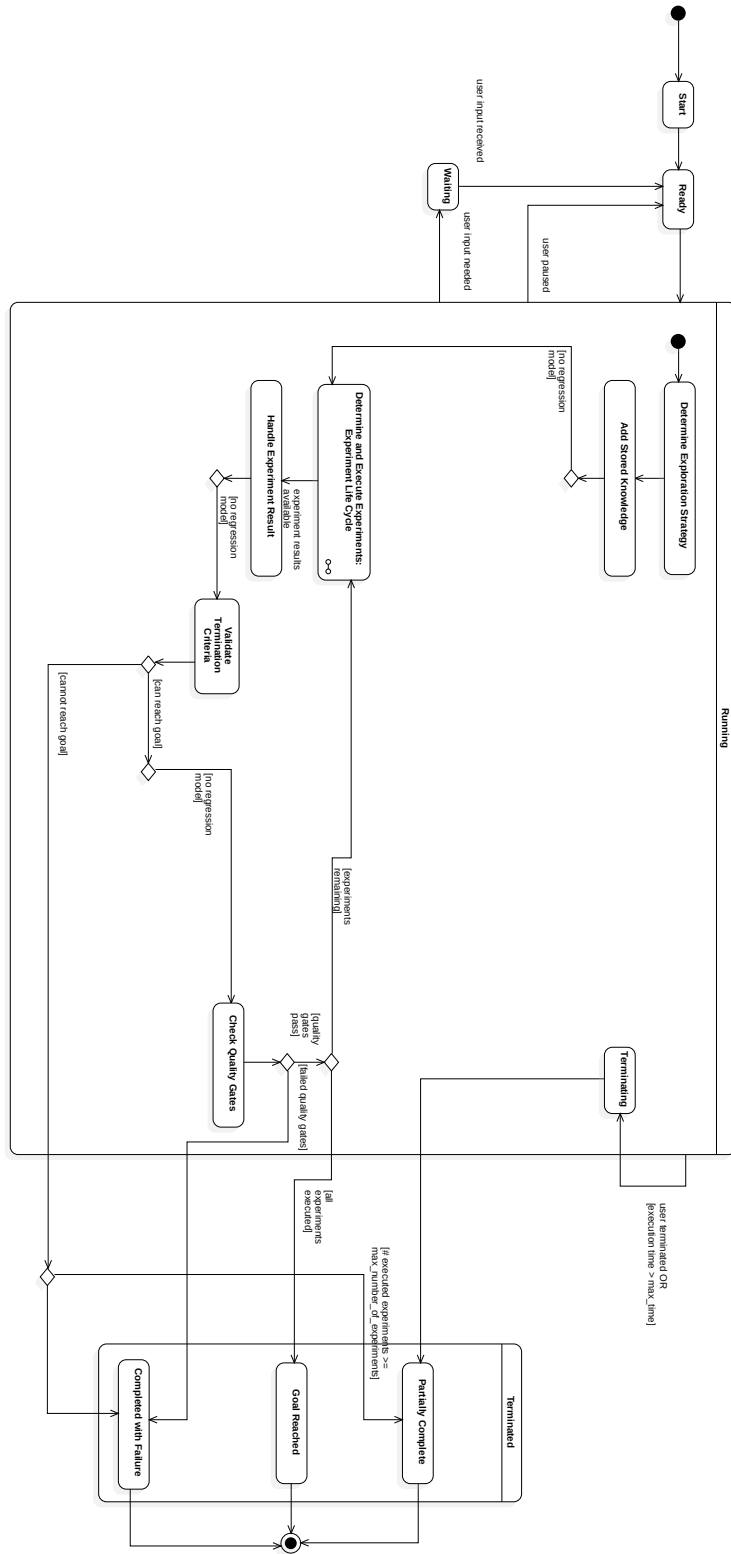 Start
Ready
user input received
Waiting
user input needed
user paused
Running
Determine Exploration Strategy
Add Stored Knowledge
[no regression
model]
Determine and Execute Experiments:
Experiment Life Cycle
experiment results
available
Handle Experiment Result
[no regression
model]
Validate
Termination
Criteria
[can reach goal]
[cannot reach goal]
[no regression
model]
[experiments
remaining]
Check Quality Gates
[quality
gates
pass]
[failed quality gates]
Terminating
user terminated OR
[execution time > max_time]
[all
experiments
executed]
[# executed experiments >=
max_number_of_experiments]
Terminated
Partially Complete
Goal Reached
Completed with Failure